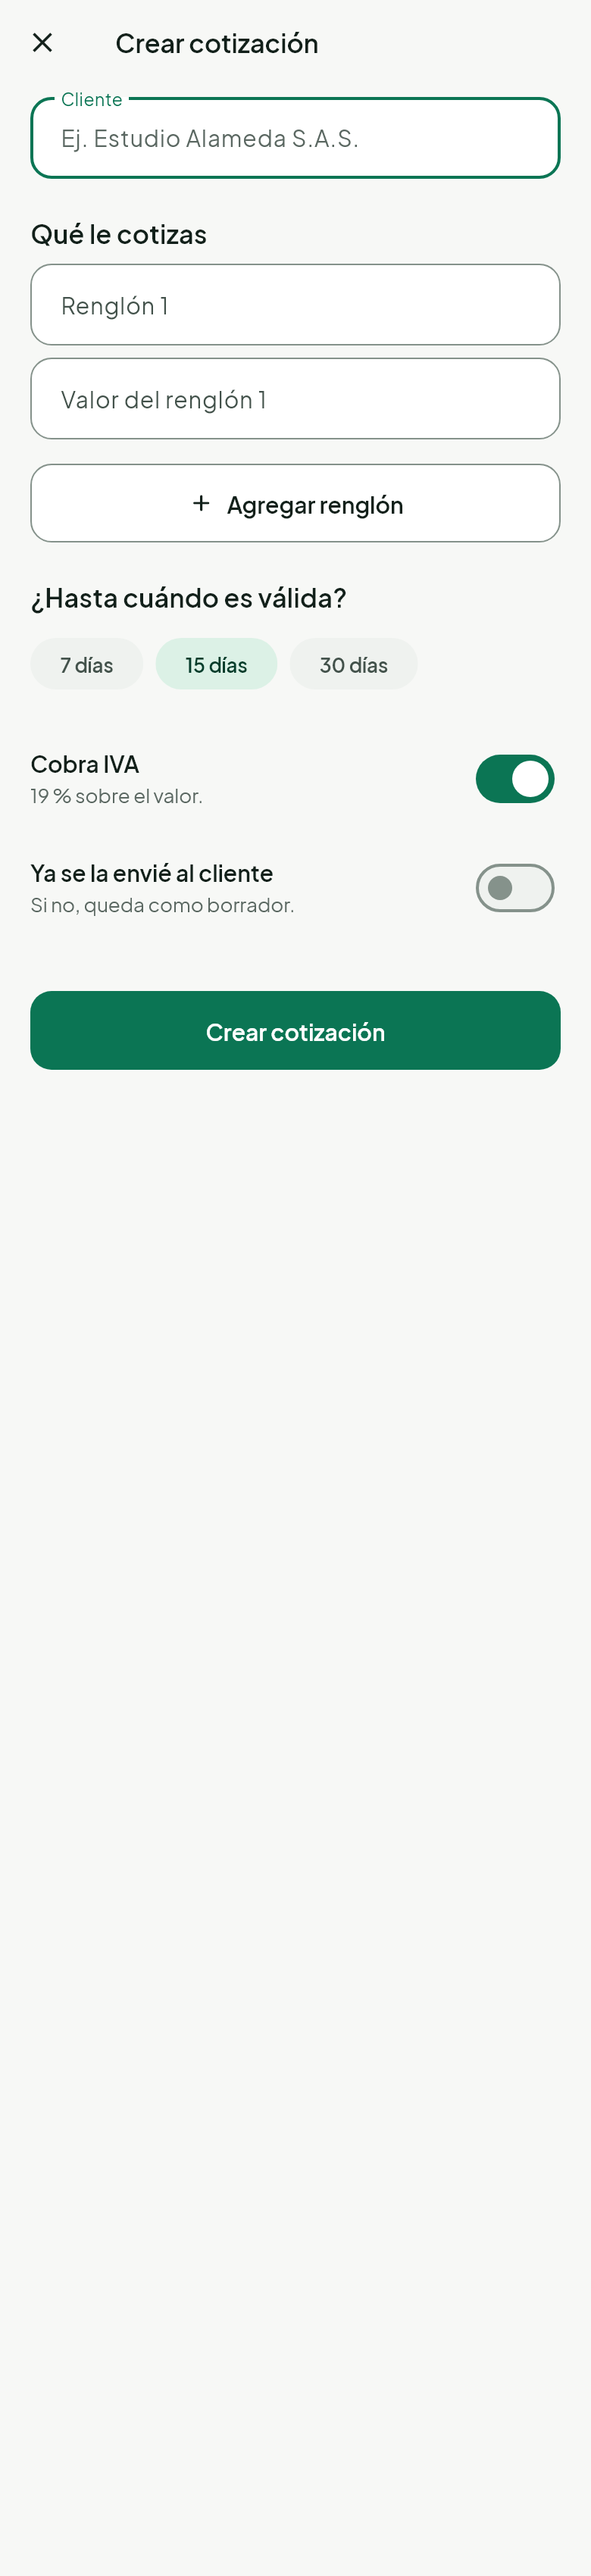 Crear cotización
Cliente
Ej. Estudio Alameda S.A.S.
Qué le cotizas
Renglón 1
Valor del renglón 1
+ Agregar renglón
¿Hasta cuándo es válida?
7 días 15 días 30 días
Cobra IVA
19 % sobre el valor.
Ya se la envié al cliente
Si no, queda como borrador.
Crear cotización